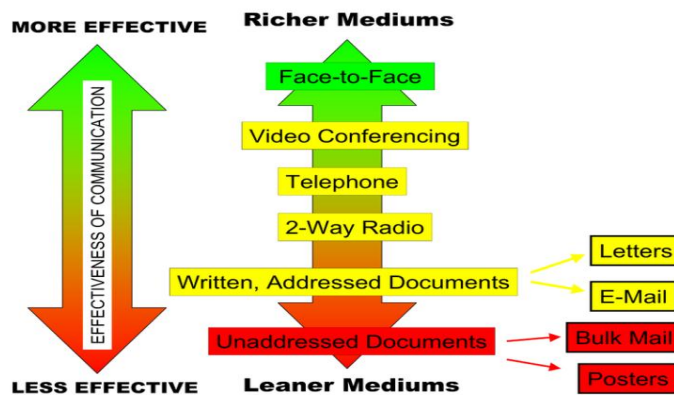 MORE EFFECTIVE
Richer Mediums
Face-to-Face
Video Conferencing
Telephone
2-Way Radio
Written, Addressed Documents
Letters
E-Mail
Unaddressed Documents
Bulk Mail
Posters
EFFECTIVENESS OF COMMUNICATION
LESS EFFECTIVE
Leaner Mediums